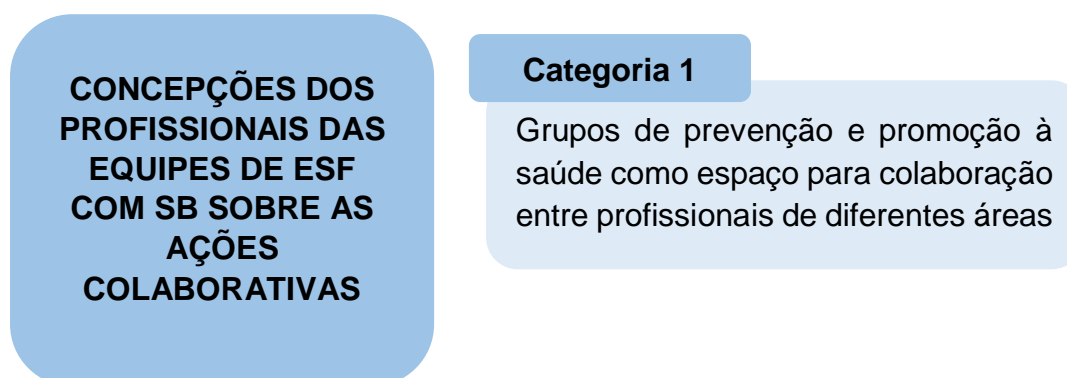 CONCEPÇÕES DOS
PROFISSIONAIS DAS
EQUIPES DE ESF
COM SB SOBRE AS
AÇÕES
COLABORATIVAS
Categoria 1
Grupos de prevenção e promoção à
saúde como espaço para colaboração
entre profissionais de diferentes áreas